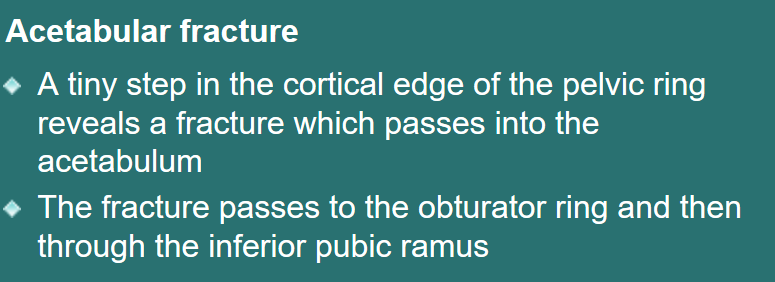 Acetabular fracture
A tiny step in the cortical edge of the pelvic ring
reveals a fracture which passes into the
acetabulum
The fracture passes to the obturator ring and then
through the inferior pubic ramus